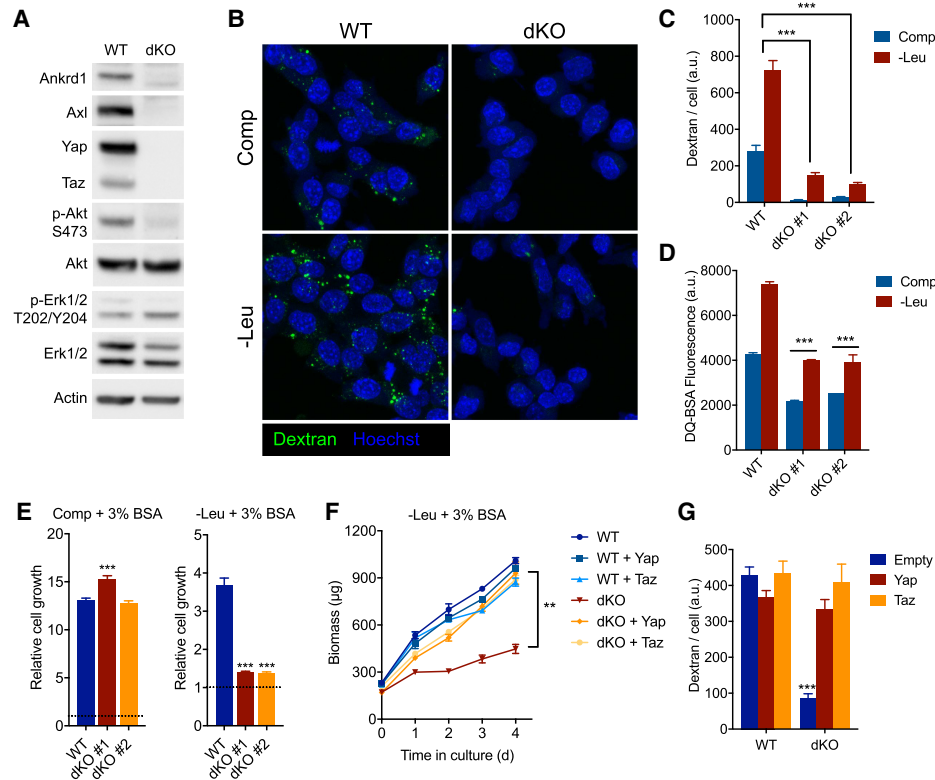 A
WT dKO
Ankrd1
Axl
Yap
Taz
p-Akt
S473
Akt
p-Erk1/2
T202/Y204
Erk1/2
Actin
B
WT dKO
Comp
-Leu
Dextran Hoechst
C
Dextran / cell (a.u.)
1000
800
600
400
200
0
***
***
Comp
-Leu
WT
dKO #1
dKO #2
D
DQ-BSA Fluorescence (a.u.)
8000
6000
4000
2000
0
*** ***
Comp
-Leu
WT
dKO #1
dKO #2
E
Comp + 3% BSA
Relative cell growth
20
15
10
5
0
***
WT
dKO #1
dKO #2
-Leu + 3% BSA
Relative cell growth
5
4
3
2
1
0
*** ***
WT
dKO #1
dKO #2
F
-Leu + 3% BSA
Biomass (µg)
1200
900
600
300
0
0 1 2 3 4
Time in culture (d)
**
WT
WT + Yap
WT + Taz
dKO
dKO + Yap
dKO + Taz
G
Dextran / cell (a.u.)
500
400
300
200
100
0
***
WT dKO
Empty
Yap
Taz